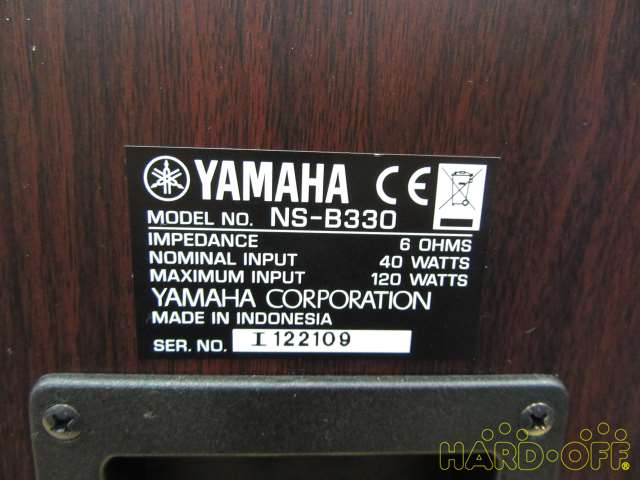 YAMAHA CE
MODEL NO. NS-B330
IMPEDANCE 6 OHMS
NOMINAL INPUT 40 WATTS
MAXIMUM INPUT 120 WATTS
YAMAHA CORPORATION
MADE IN INDONESIA
SER. NO. I 122109
HARD·OFF®